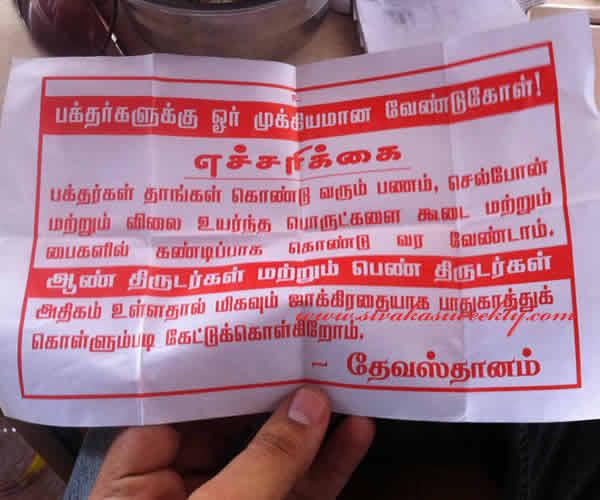 பக்தர்களுக்கு ஓர் முக்கியமான வேண்டுகோள்!
எச்சரிக்கை
பக்தர்கள் தாங்கள் கொண்டு வரும் பணம், செல்போன்
மற்றும் விலை உயர்ந்த பொருட்களை கூடை மற்றும்
பைகளில் கண்டிப்பாக கொண்டு வர வேண்டாம்.
ஆண் திருடர்கள் மற்றும் பெண் திருடர்கள்
அதிகம் உள்ளதால் மிகவும் ஜாக்கிரதையாக பாதுகாத்துக்
கொள்ளும்படி கேட்டுக்கொள்கிறோம்.
www.sivakasiweekly.com
- தேவஸ்தானம்